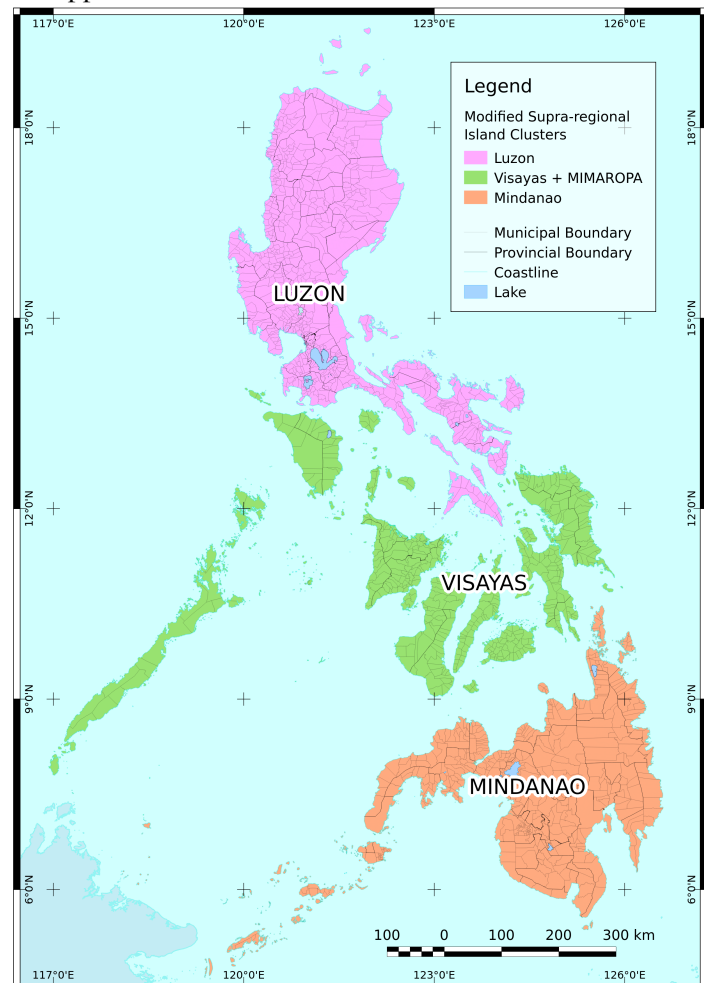 117°0'E 120°0'E 123°0'E 126°0'E
Legend
Modified Supra-regional
Island Clusters
Luzon
Visayas + MIMAROPA
Mindanao
Municipal Boundary
Provincial Boundary
Coastline
Lake
18°0'N 18°0'N
LUZON
15°0'N 15°0'N
12°0'N 12°0'N
VISAYAS
9°0'N 9°0'N
MINDANAO
6°0'N 6°0'N
100 0 100 200 300 km
117°0'E 120°0'E 123°0'E 126°0'E